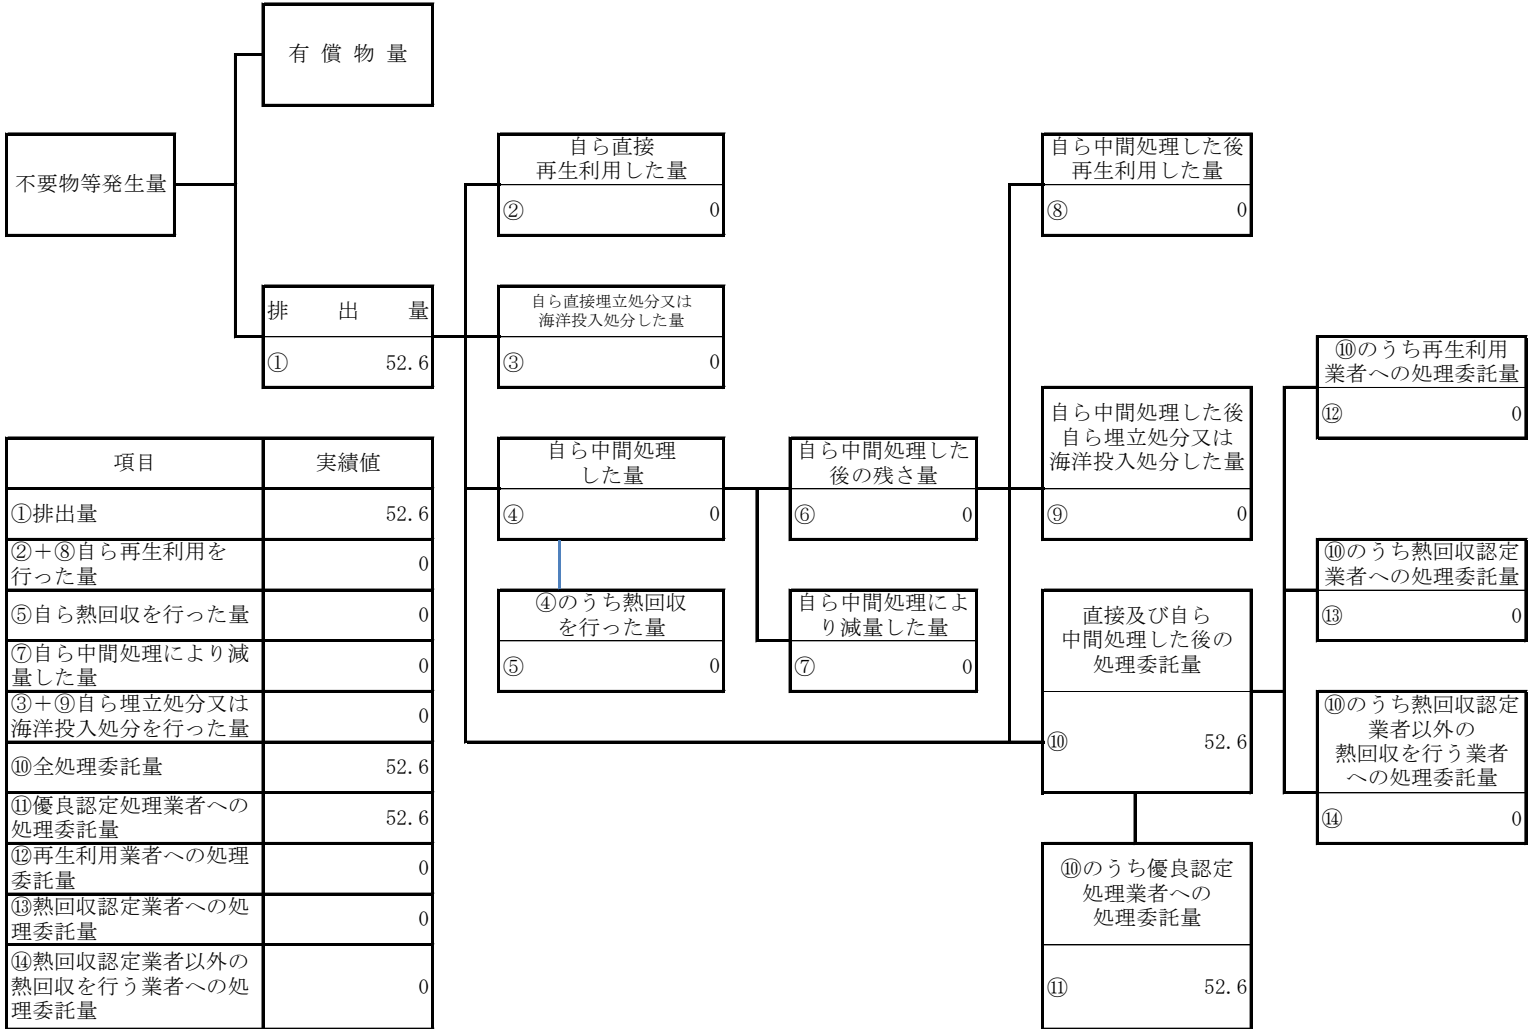 有 償 物 量
不要物等発生量
自ら直接
再生利用した量
② 0
自ら中間処理した後
再生利用した量
⑧ 0
排 出 量
① 52.6
自ら直接埋立処分又は
海洋投入処分した量
③ 0
⑩のうち再生利用
業者への処理委託量
⑫ 0
自ら中間処理
した量
④ 0
自ら中間処理した
後の残さ量
⑥ 0
自ら中間処理した後
自ら埋立処分又は
海洋投入処分した量
⑨ 0
⑩のうち熱回収認定
業者への処理委託量
⑬ 0
④のうち熱回収
を行った量
⑤ 0
自ら中間処理によ
り減量した量
⑦ 0
直接及び自ら
中間処理した後の
処理委託量
⑩ 52.6
⑩のうち熱回収認定
業者以外の
熱回収を行う業者
への処理委託量
⑭ 0
⑩のうち優良認定
処理業者への
処理委託量
⑪ 52.6
項目 実績値
①排出量 52.6
②＋⑧自ら再生利用を
行った量 0
⑤自ら熱回収を行った量 0
⑦自ら中間処理により減
量した量 0
③＋⑨自ら埋立処分又は
海洋投入処分を行った量 0
⑩全処理委託量 52.6
⑪優良認定処理業者への
処理委託量 52.6
⑫再生利用業者への処理
委託量 0
⑬熱回収認定業者への処
理委託量 0
⑭熱回収認定業者以外の
熱回収を行う業者への処 0
理委託量